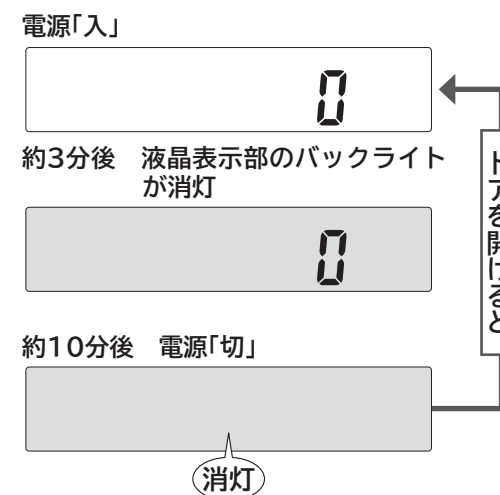 電源「入」
0
約3分後　液晶表示部のバックライト
が消灯
0
約10分後　電源「切」
消灯
ドアを開けると